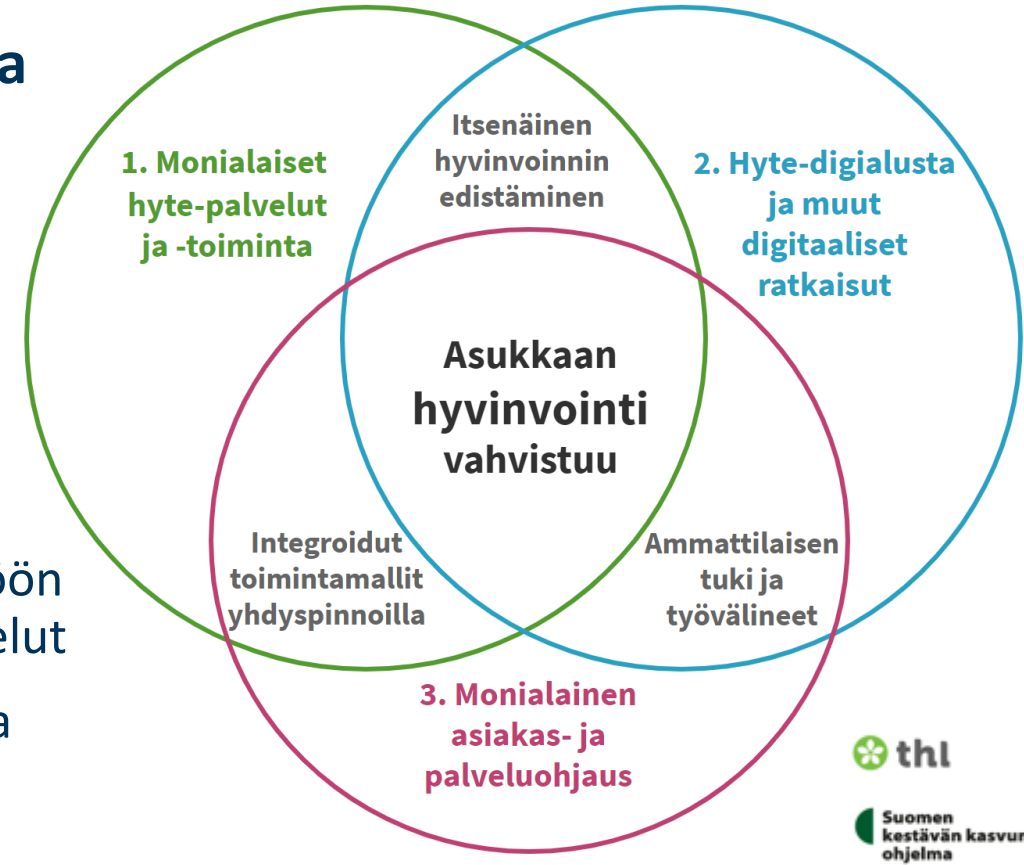 1. Monialaiset
hyte-palvelut
ja -toiminta
Itsenäinen
hyvinvoinnin
edistäminen
2. Hyte-digialusta
ja muut
digitaaliset
ratkaisut
Asukkaan
hyvinvointi
vahvistuu
Integroidut
toimintamallit
yhdyspinnoilla
Ammattilaisen
tuki ja
työvälineet
3. Monialainen
asiakas- ja
palveluohjaus
thl
Suomen
kestävän
ohjelma